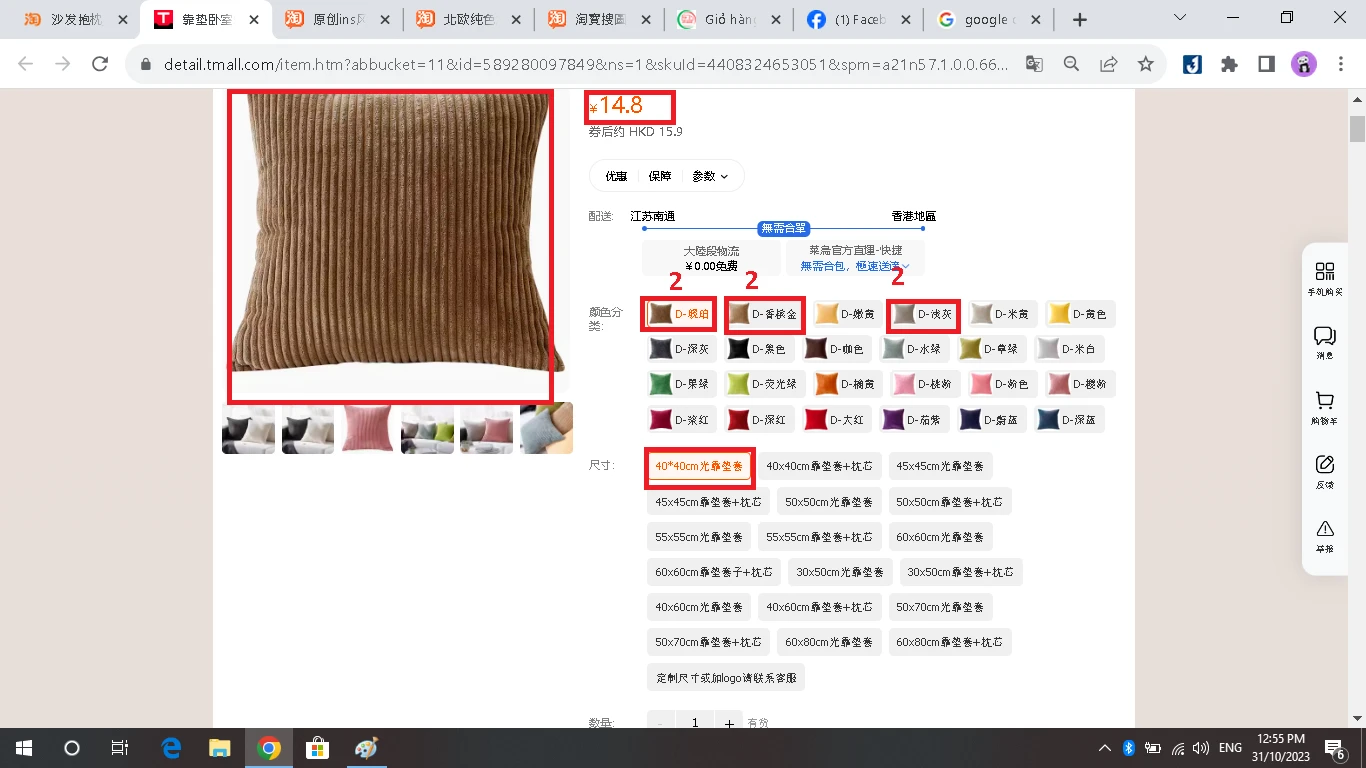 沙发抱枕
靠垫卧室
原创ins风
北欧纯色
淘寶搜圖
Giỏ hàng
(1) Faceb
google
detail.tmall.com/item.htm?abbucket=11&id=589280097849&ns=1&skuId=4408324653051&spm=a21n57.1.0.0.66...
¥14.8
券后约 HKD 15.9
优惠 保障 参数
配送: 江苏南通 香港地區
無需合單
大陸段物流
¥0.00免费
菜鳥官方直運-快捷
無需合包，極速送
2 2 2
颜色分类:
D-香槟金 D-嫩黄 D-浅灰 D-米黄 D-黄色
D-深灰 D-黑色 D-咖色 D-水绿 D-草绿 D-米白
D-果绿 D-荧光绿 D-橘黄 D-桃粉 D-粉色 D-樱粉
D-浆红 D-深红 D-大红 D-茄紫 D-蔚蓝 D-深蓝
尺寸: 40*40cm光靠垫套 40x40cm靠垫套+枕芯 45x45cm光靠垫套
45x45cm靠垫套+枕芯 50x50cm光靠垫套 50x50cm靠垫套+枕芯
55x55cm光靠垫套 55x55cm靠垫套+枕芯 60x60cm光靠垫套
60x60cm靠垫套子+枕芯 30x50cm光靠垫套 30x50cm靠垫套+枕芯
40x60cm光靠垫套 40x60cm靠垫套+枕芯 50x70cm光靠垫套
50x70cm靠垫套+枕芯 60x80cm光靠垫套 60x80cm靠垫套+枕芯
定制尺寸或加logo请联系客服
数量: - 1 + 有货
手机购买
消息
购物车
反馈
举报
ENG
12:55 PM
31/10/2023
6